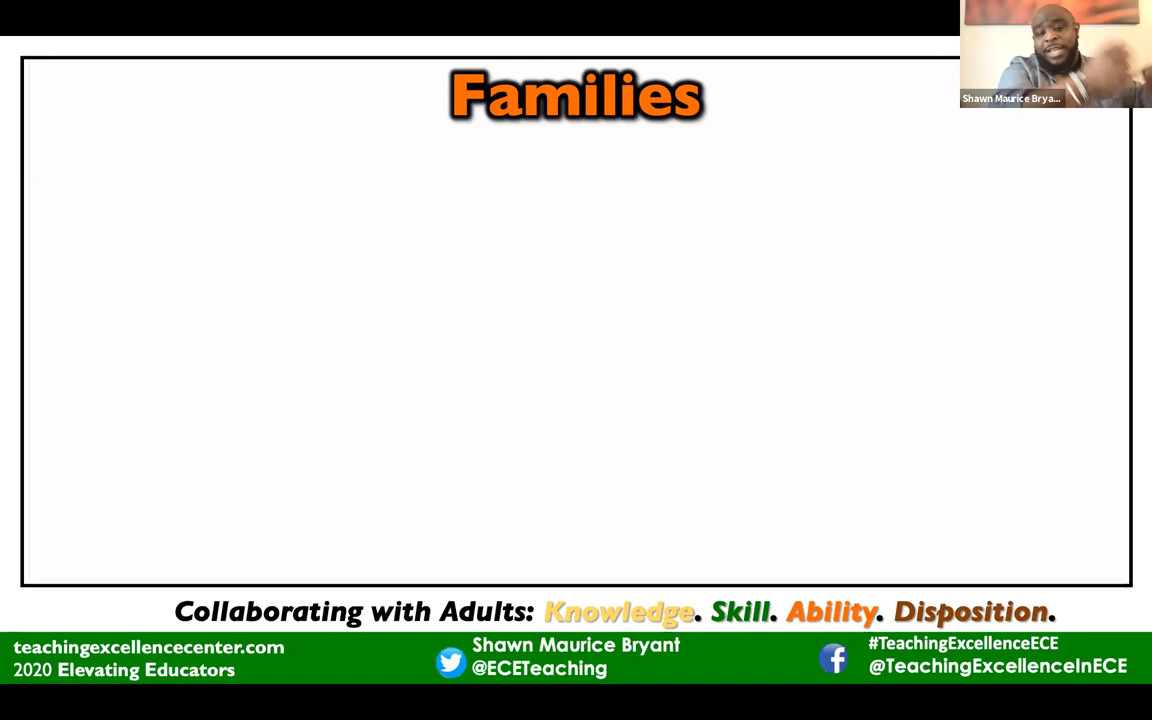 Families
Shawn Maurice Brya...
Collaborating with Adults: Knowledge. Skill. Ability. Disposition.
teachingexcellencecenter.com
2020 Elevating Educators
Shawn Maurice Bryant
@ECETeaching
#TeachingExcellenceECE
@TeachingExcellenceInECE